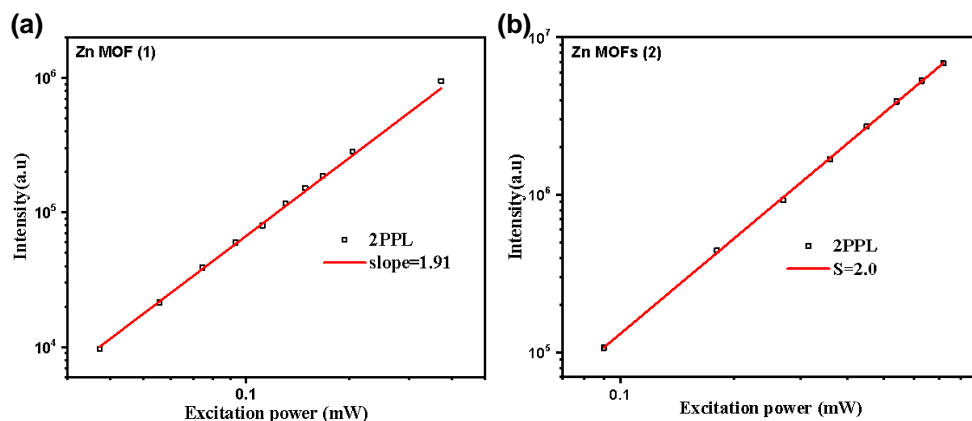 (a)
Zn MOF (1)
10^6
10^5
10^4
Intensity(a.u)
2PPL
slope=1.91
0.1
Excitation power (mW)
(b)
Zn MOFs (2)
10^7
10^6
10^5
Intensity(a.u)
2PPL
S=2.0
0.1
Excitation power (mW)